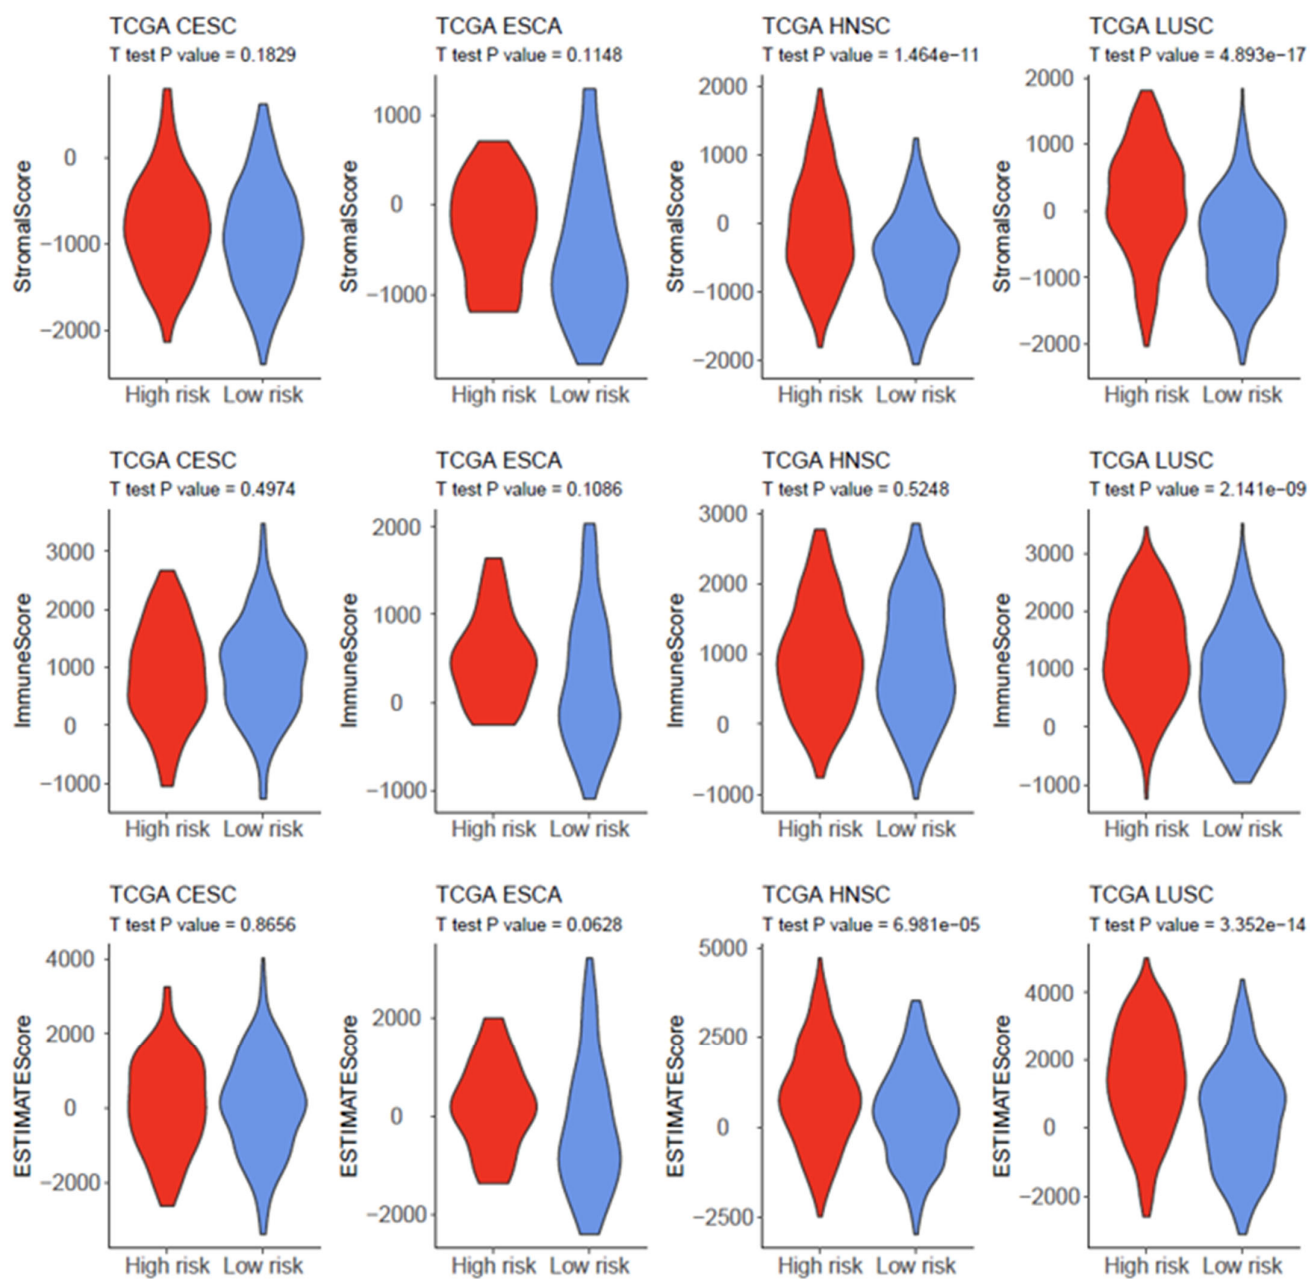 TCGA CESC
T test P value = 0.1829
StromalScore
0
−1000
−2000
High risk Low risk
TCGA ESCA
T test P value = 0.1148
StromalScore
1000
0
−1000
High risk Low risk
TCGA HNSC
T test P value = 1.464e−11
StromalScore
2000
1000
0
−1000
−2000
High risk Low risk
TCGA LUSC
T test P value = 4.893e−17
StromalScore
2000
1000
0
−1000
−2000
High risk Low risk
TCGA CESC
T test P value = 0.4974
ImmuneScore
3000
2000
1000
0
−1000
High risk Low risk
TCGA ESCA
T test P value = 0.1086
ImmuneScore
2000
1000
0
−1000
High risk Low risk
TCGA HNSC
T test P value = 0.5248
ImmuneScore
3000
2000
1000
0
−1000
High risk Low risk
TCGA LUSC
T test P value = 2.141e−09
ImmuneScore
3000
2000
1000
0
−1000
High risk Low risk
TCGA CESC
T test P value = 0.8656
ESTIMATEScore
4000
2000
0
−2000
High risk Low risk
TCGA ESCA
T test P value = 0.0628
ESTIMATEScore
2000
0
−2000
High risk Low risk
TCGA HNSC
T test P value = 6.981e−05
ESTIMATEScore
5000
2500
0
−2500
High risk Low risk
TCGA LUSC
T test P value = 3.352e−14
ESTIMATEScore
4000
2000
0
−2000
High risk Low risk